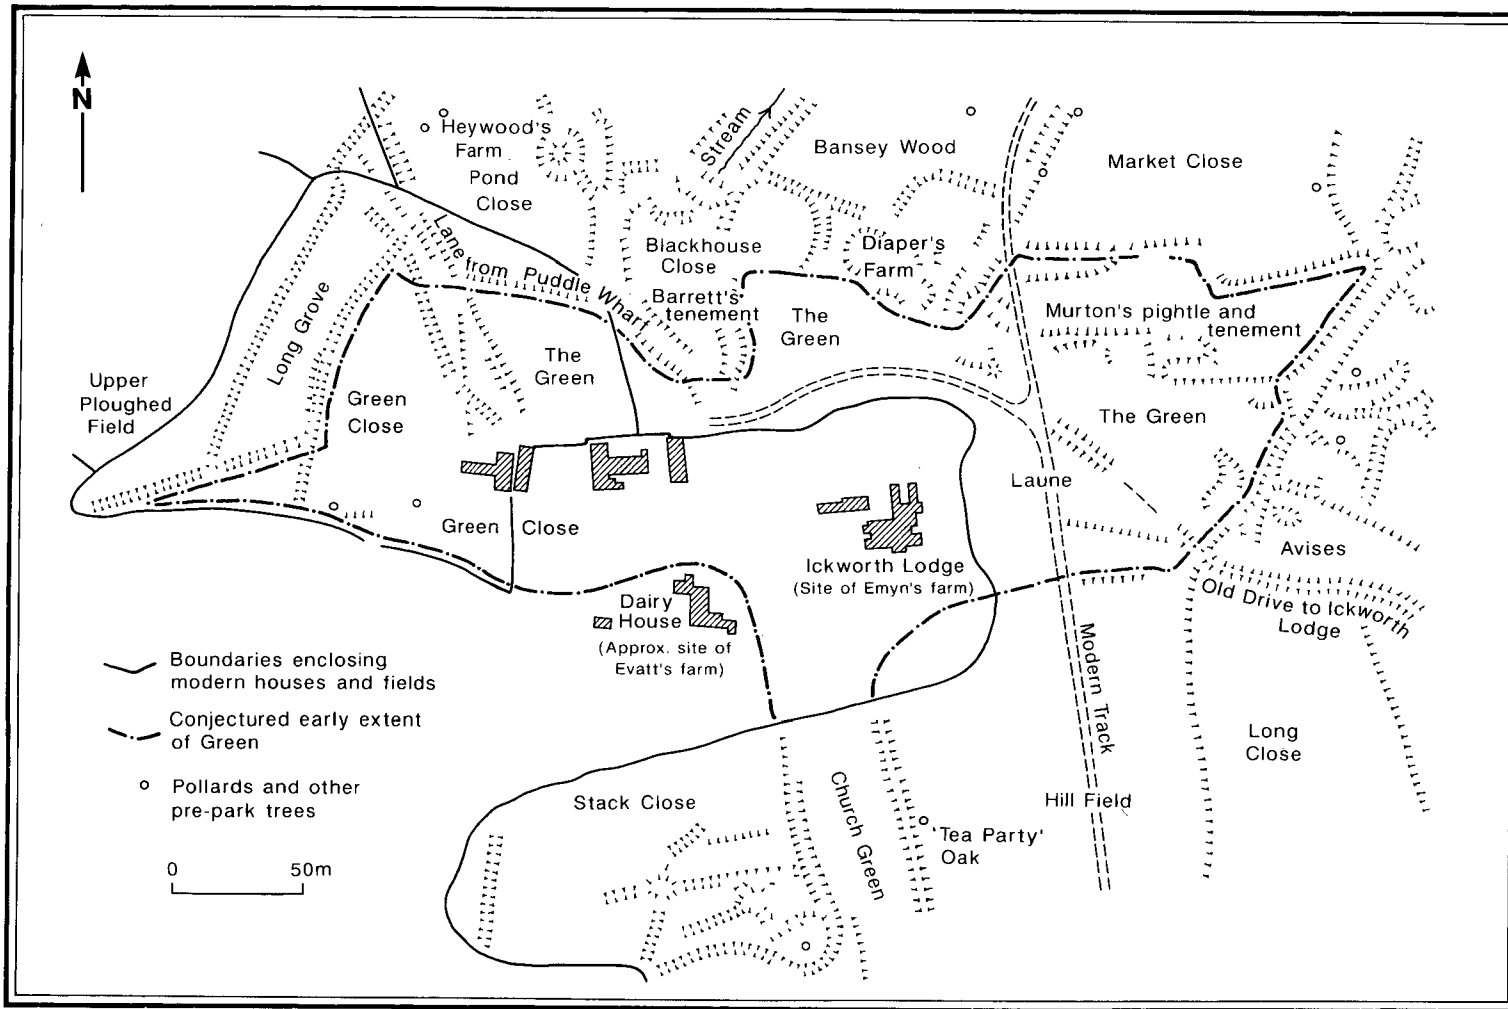 N
Heywood's
Farm
Pond
Close
Stream
Bansey Wood
Market Close
Lane from Puddle Wharf
Blackhouse
Close
Diaper's
Farm
Long Grove
Barrett's
tenement
The
Green
Murton's pightle and
tenement
The
Green
Upper
Ploughed
Field
Green
Close
The Green
Laune
Green Close
Ickworth Lodge
(Site of Emyn's farm)
Avises
Old Drive to Ickworth
Lodge
Dairy
House
(Approx. site of
Evatt's farm)
Modern Track
Boundaries enclosing
modern houses and fields
Conjectured early extent
of Green
Pollards and other
pre-park trees
0 50m
Long
Close
Stack Close
Church Green
Hill Field
'Tea Party'
Oak